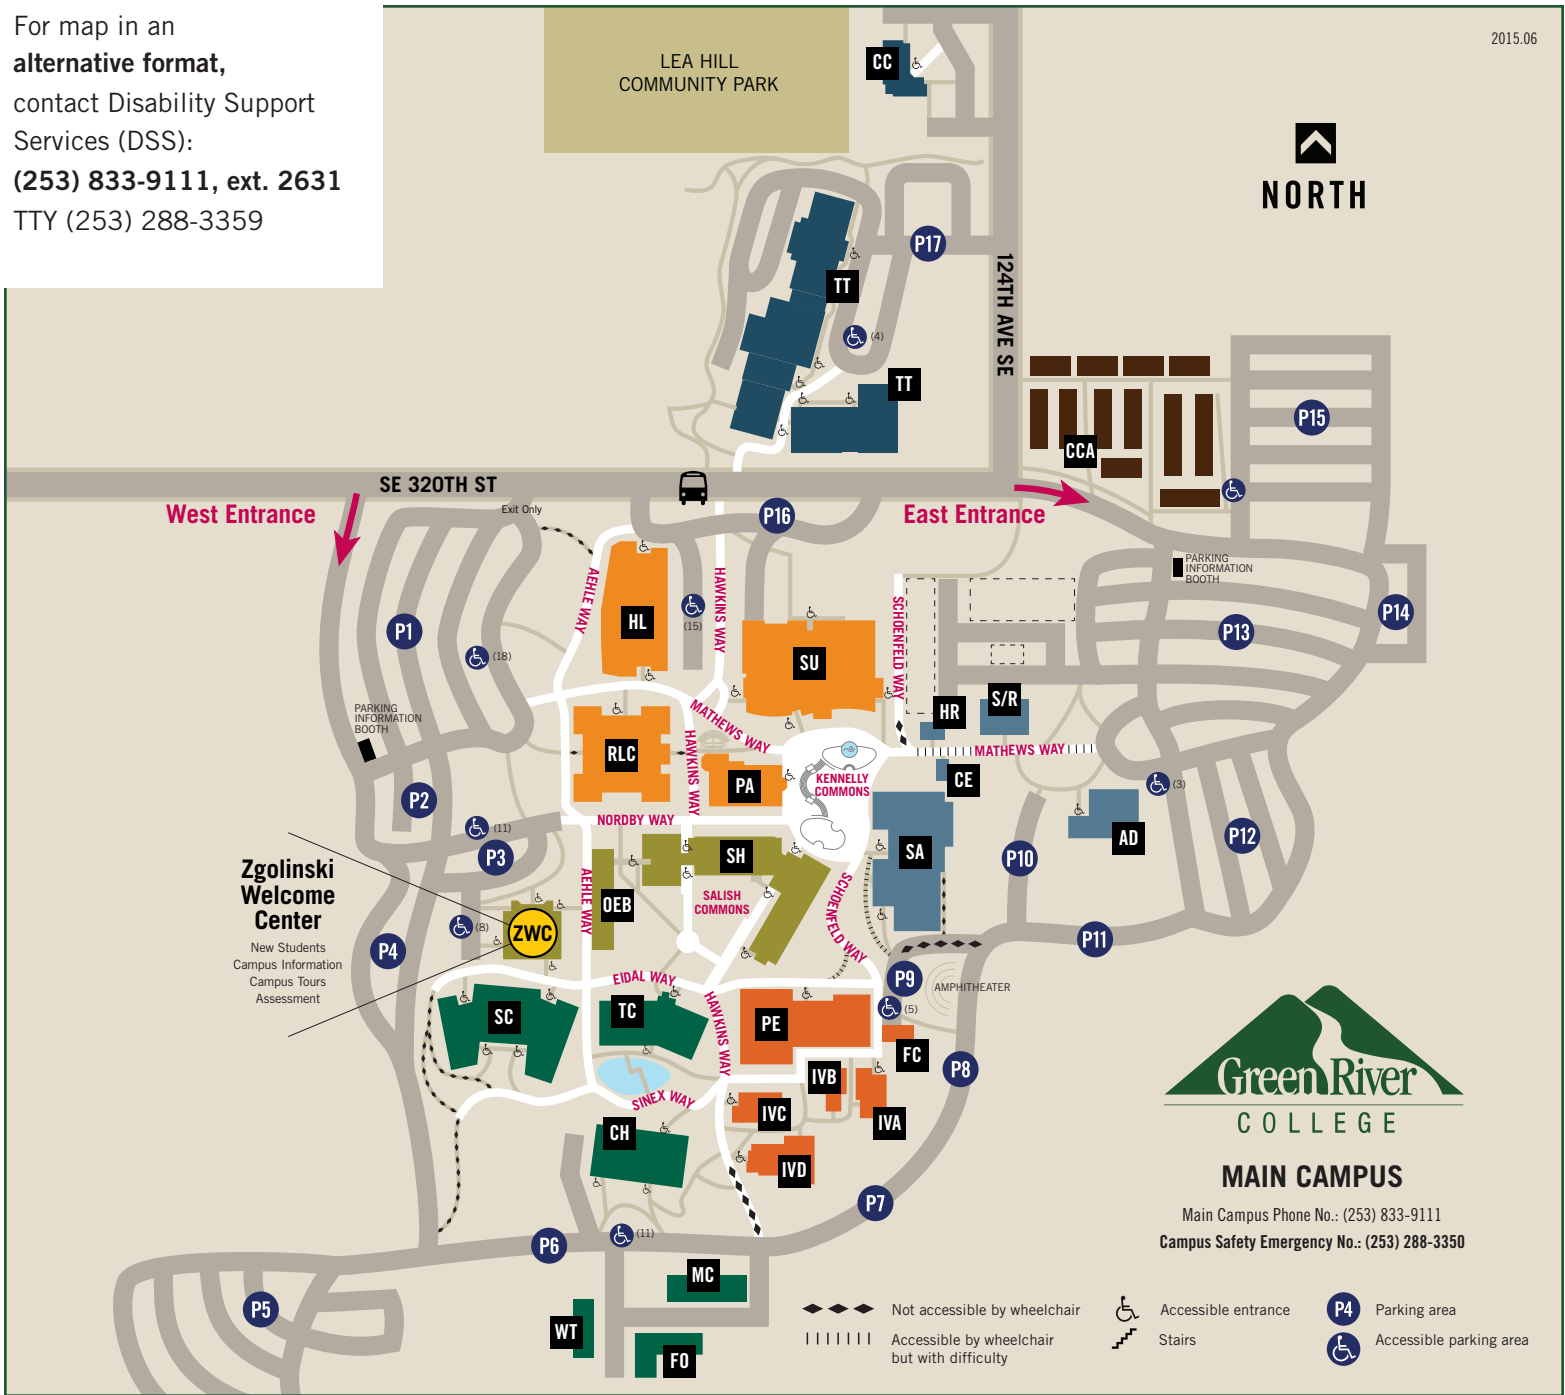 For map in an
alternative format,
contact Disability Support
Services (DSS):
(253) 833-9111, ext. 2631
TTY (253) 288-3359
2015.06
LEA HILL
COMMUNITY PARK
CC
NORTH
P17
TT
124TH AVE SE
(4)
TT
P15
CCA
SE 320TH ST
West Entrance
Exit Only
P16
East Entrance
PARKING
INFORMATION
BOOTH
AEHLE WAY
HAWKINS WAY
SCHOENFELD WAY
HL
(15)
P1
P14
P13
(18)
SU
PARKING
INFORMATION
BOOTH
HR
S/R
MATHEWS WAY
RLC
HAWKINS WAY
MATHEWS WAY
PA
KENNELLY
COMMONS
CE
(3)
P2
NORDBY WAY
(11)
P3
SH
SA
AD
P12
P10
Zgolinski
Welcome
Center
New Students
Campus Information
Campus Tours
Assessment
AEHLE WAY
OEB
SALISH
COMMONS
SCHOENFELD WAY
(8)
ZWC
P4
P11
EIDAL WAY
P9
AMPHITHEATER
(5)
SC
TC
HAWKINS WAY
PE
FC
P8
IVB
SINEX WAY
IVC
IVA
CH
IVD
P7
Green River
COLLEGE
MAIN CAMPUS
Main Campus Phone No.: (253) 833-9111
Campus Safety Emergency No.: (253) 288-3350
P6
(11)
MC
P5
WT
FO
Not accessible by wheelchair
Accessible by wheelchair
but with difficulty
Accessible entrance
Stairs
P4
Parking area
Accessible parking area